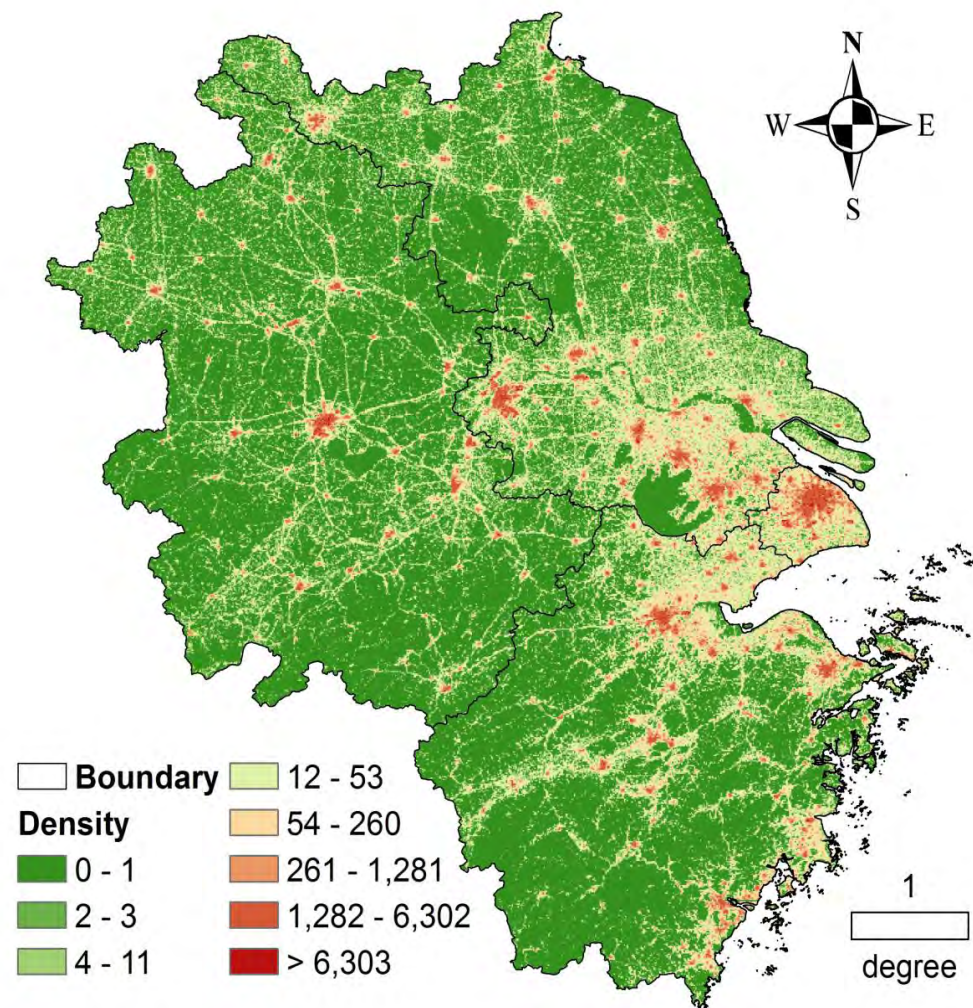 N
W E
S
Boundary
Density
0 - 1
2 - 3
4 - 11
12 - 53
54 - 260
261 - 1,281
1,282 - 6,302
> 6,303
1
degree